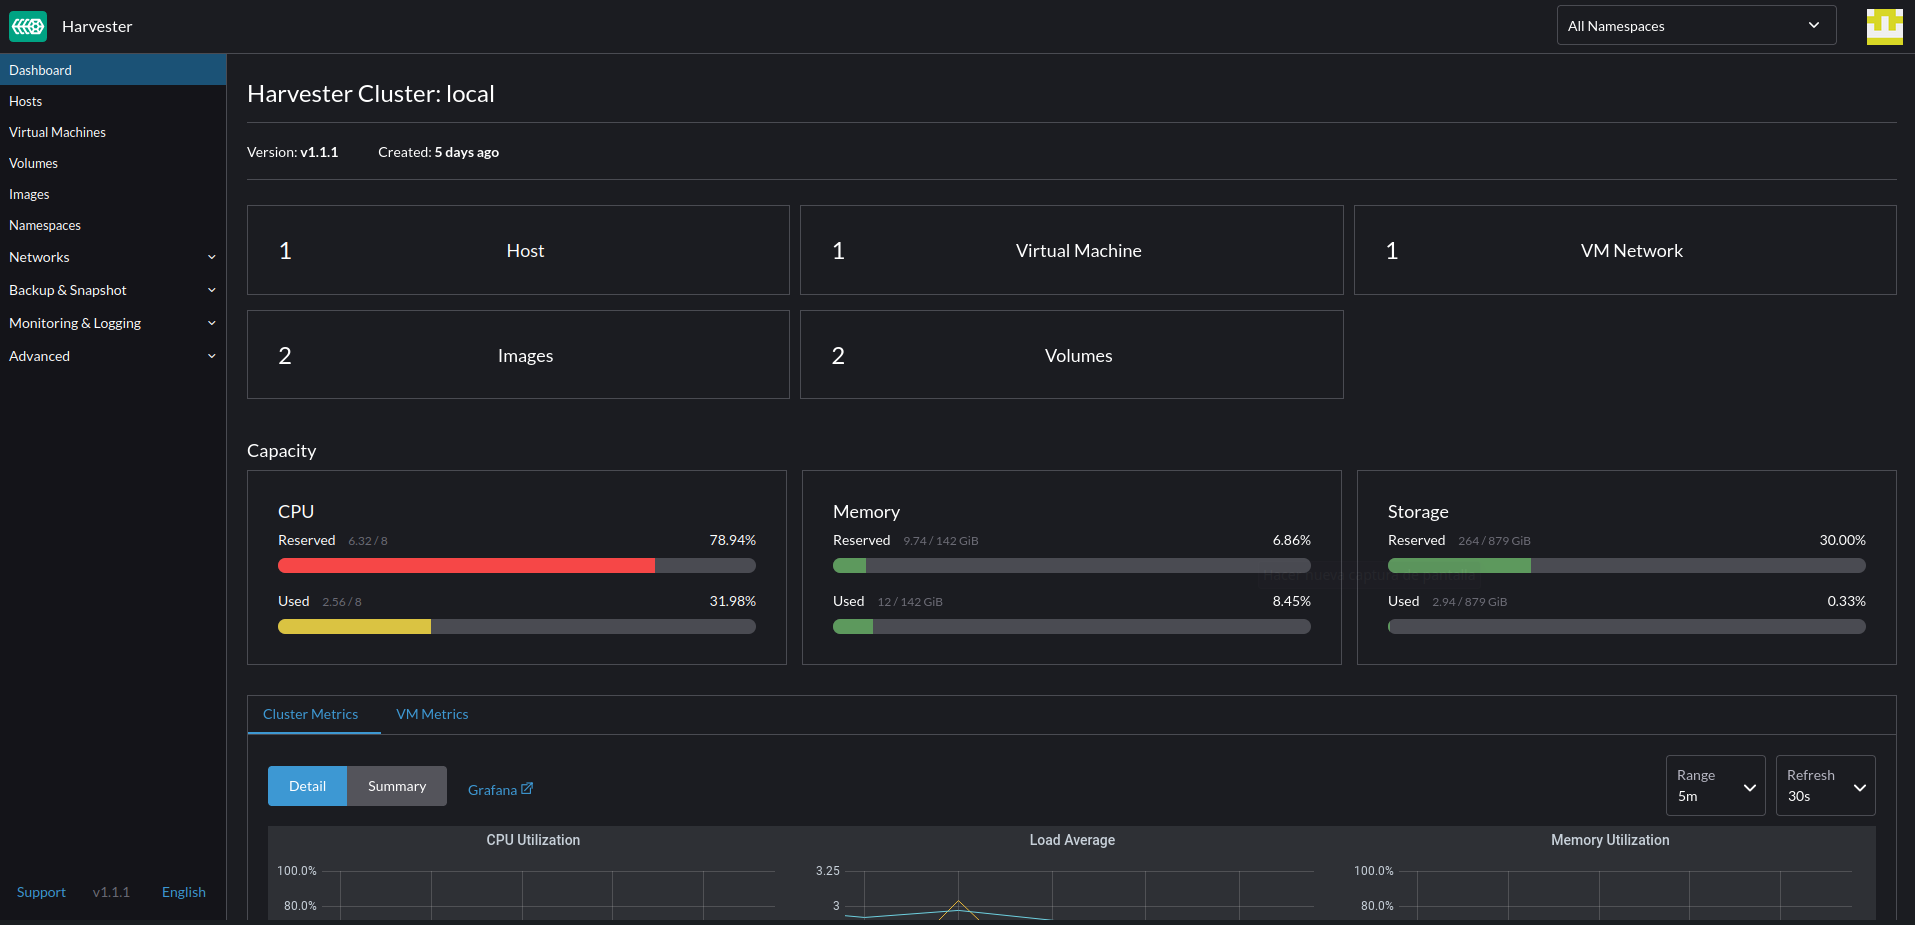 Harvester
All Namespaces
Dashboard
Hosts
Virtual Machines
Volumes
Images
Namespaces
Networks
Backup & Snapshot
Monitoring & Logging
Advanced
Support v1.1.1 English
Harvester Cluster: local
Version: v1.1.1 Created: 5 days ago
1 Host
1 Virtual Machine
1 VM Network
2 Images
2 Volumes
Capacity
CPU
Reserved 6.32 / 8 78.94%
Used 2.56 / 8 31.98%
Memory
Reserved 9.74 / 142 GiB 6.86%
Used 12 / 142 GiB 8.45%
Storage
Reserved 264 / 879 GiB 30.00%
Used 2.94 / 879 GiB 0.33%
Hacer nueva captura de pantalla
Cluster Metrics VM Metrics
Detail Summary Grafana
Range
5m
Refresh
30s
CPU Utilization
100.0%
80.0%
Load Average
3.25
3
Memory Utilization
100.0%
80.0%